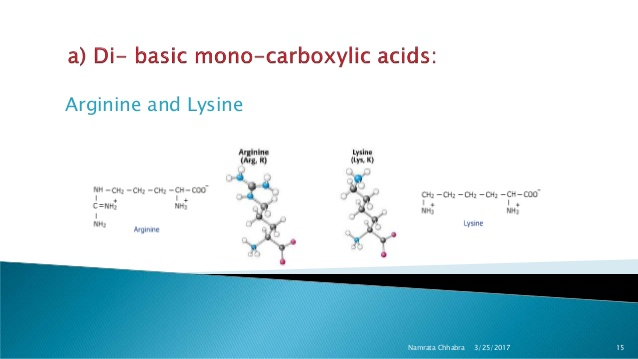 a) Di- basic mono-carboxylic acids:
Arginine and Lysine
Arginine
(Arg, R)
NH — CH₂ — CH₂ — CH₂ — CH — COO⁻
C = NH₂⁺ NH₃⁺
NH₂
Arginine
Lysine
(Lys, K)
CH₂ — CH₂ — CH₂ — CH₂ — CH — COO⁻
NH₃⁺ NH₃⁺
Lysine
Namrata Chhabra 3/25/2017 15